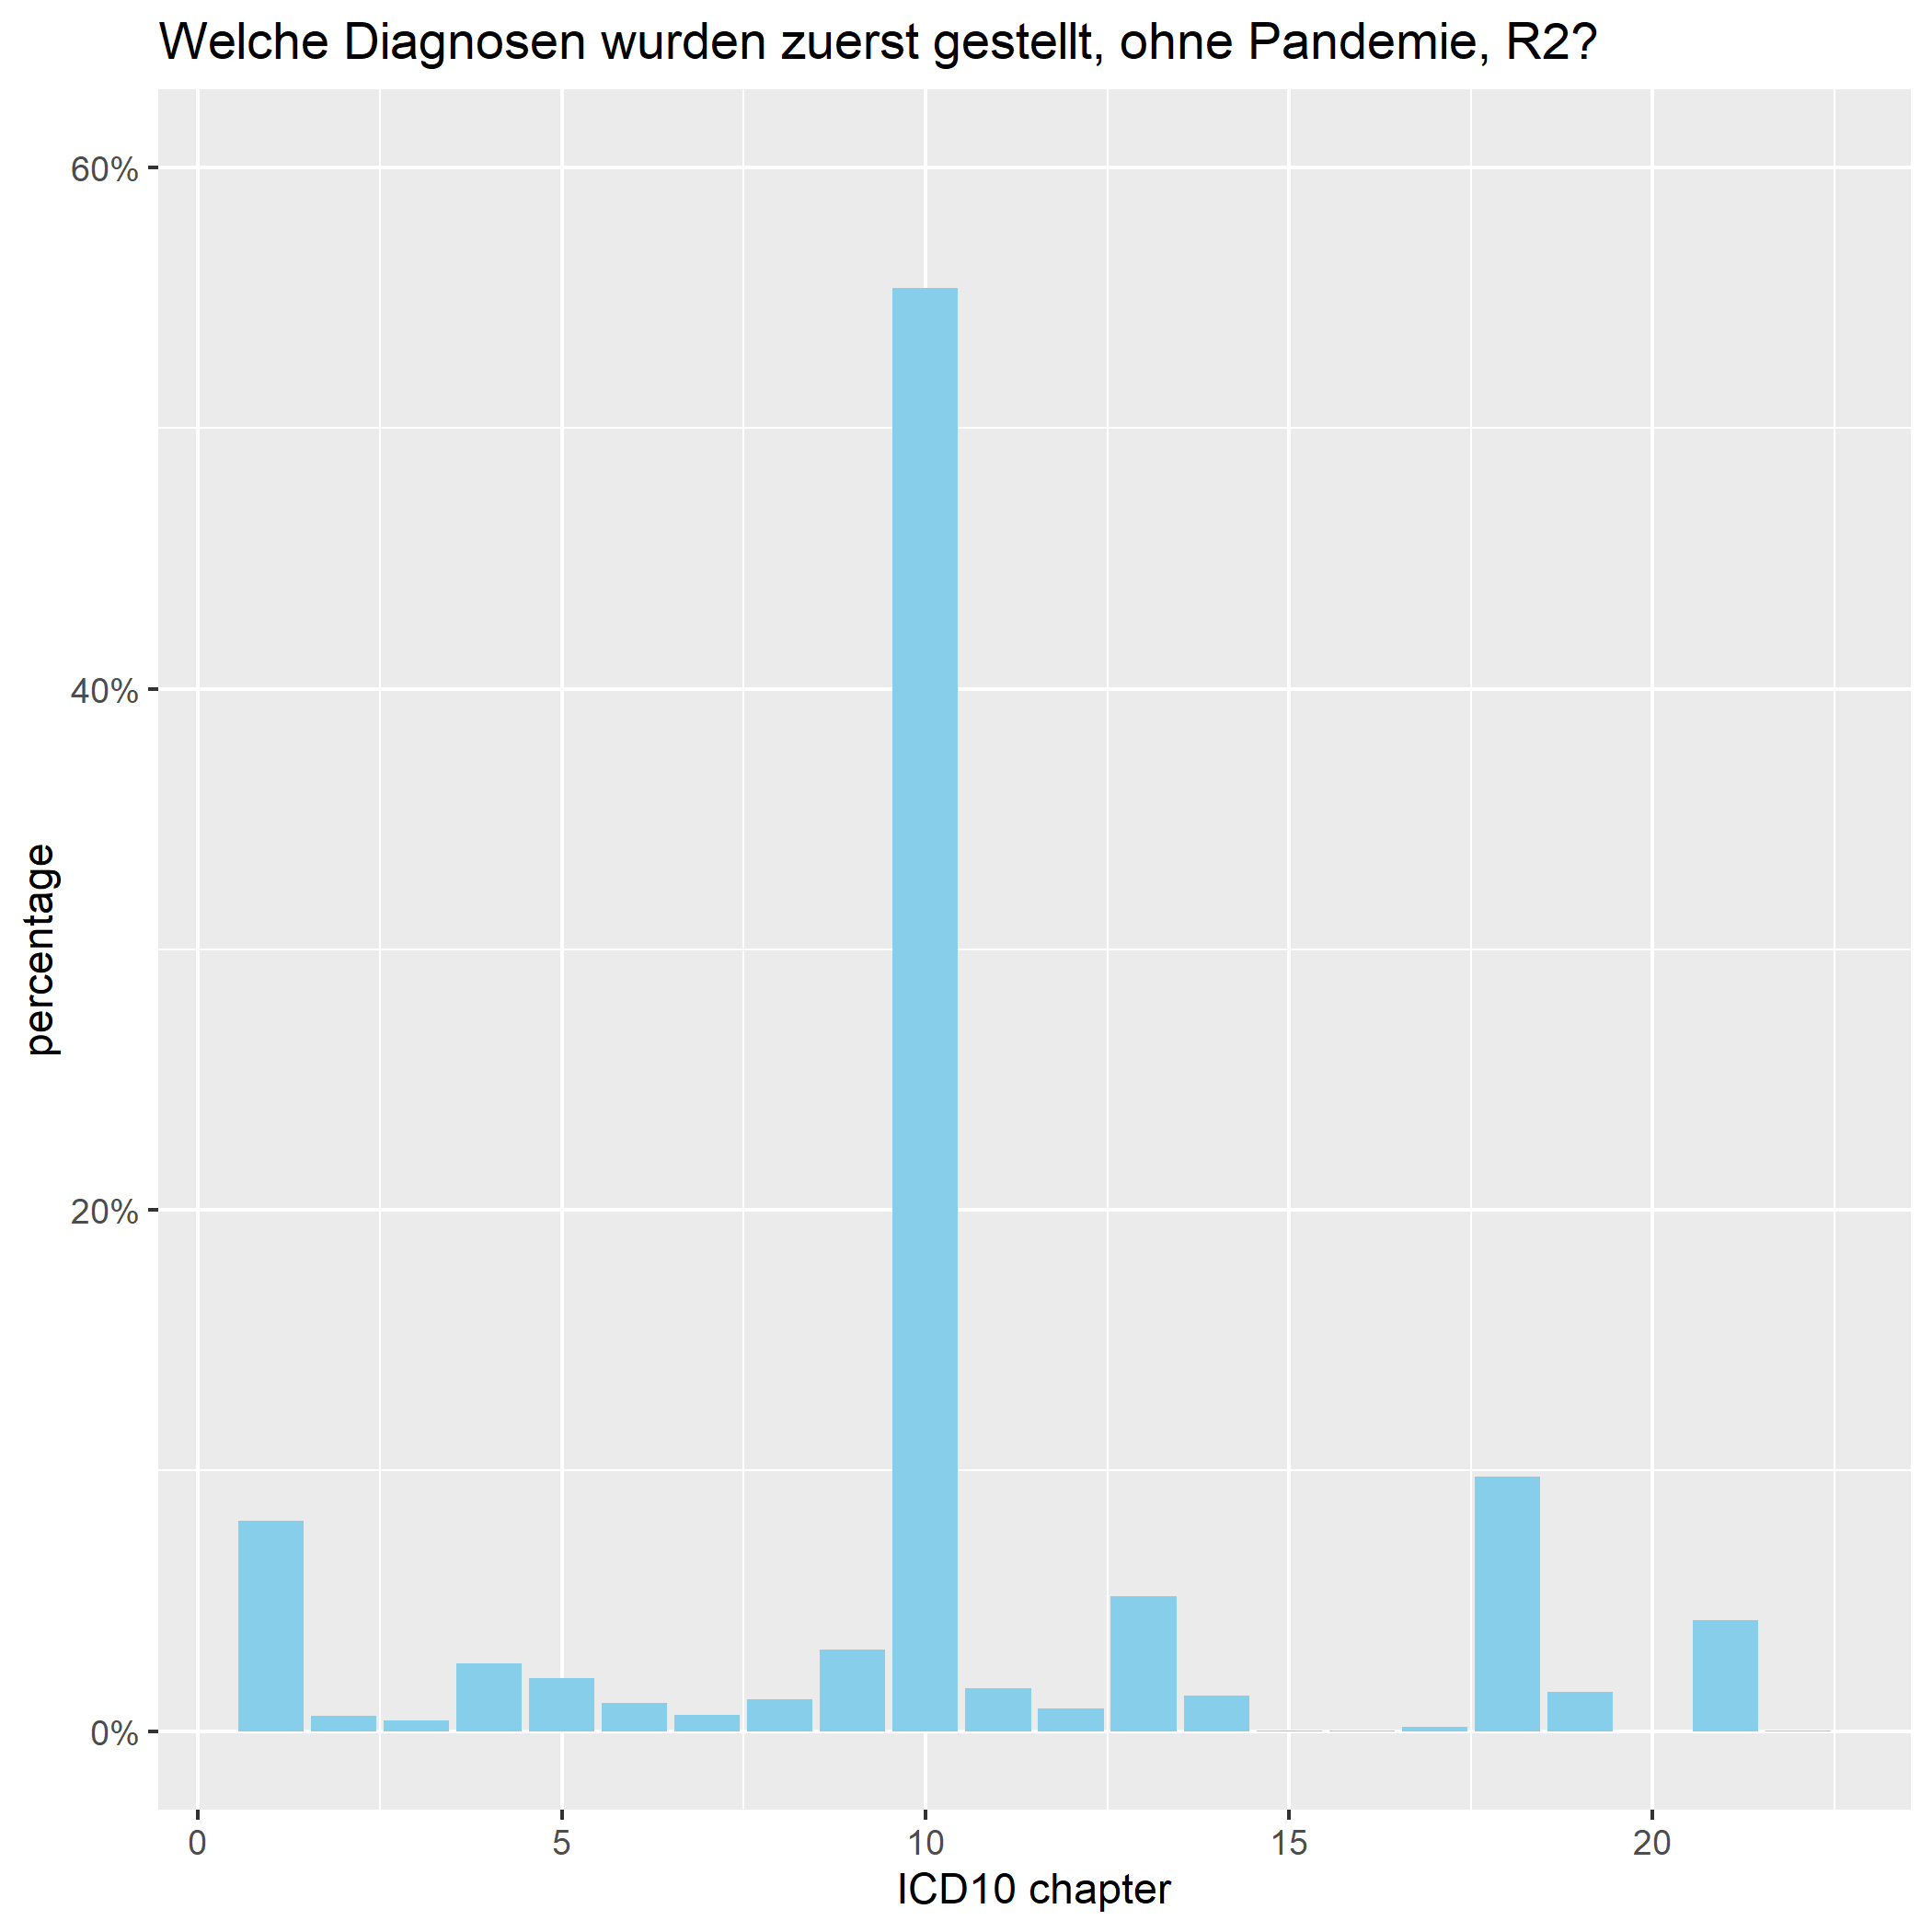 Welche Diagnosen wurden zuerst gestellt, ohne Pandemie, R2?
60%
40%
20%
0%
percentage
0 5 10 15 20
ICD10 chapter